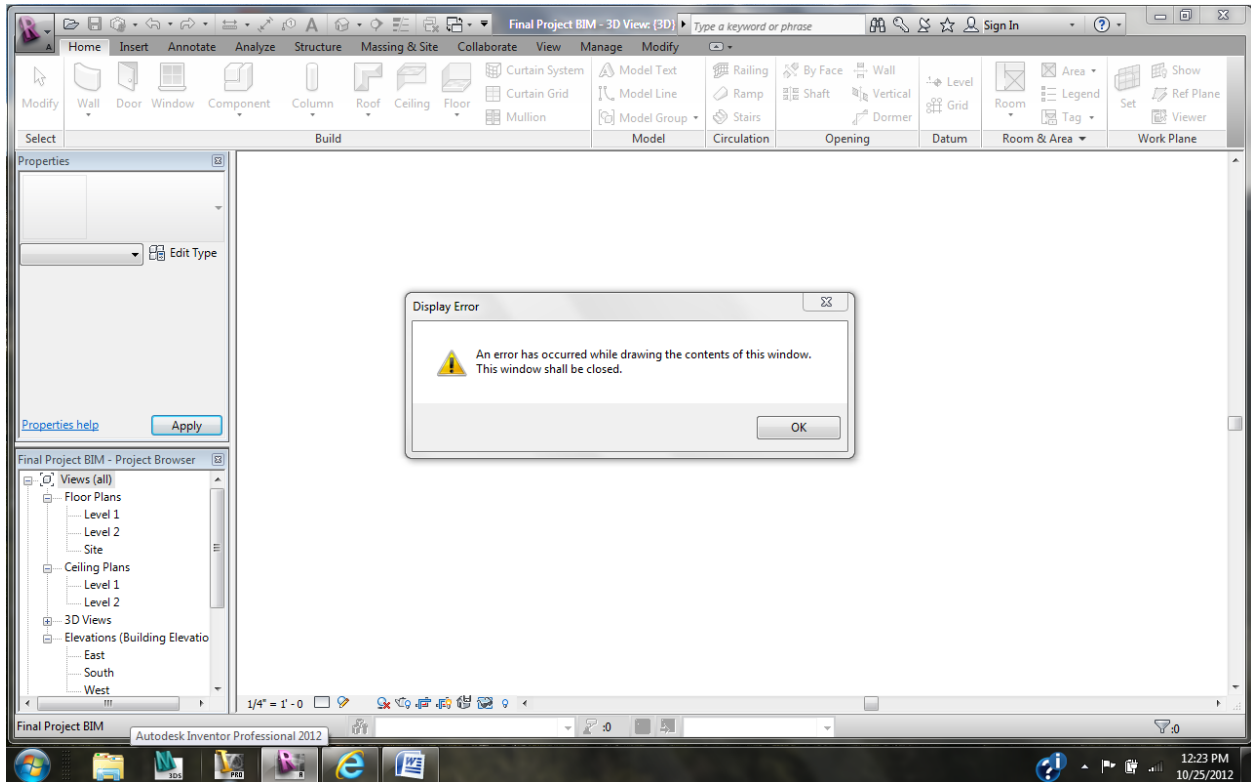 Final Project BIM - 3D View: {3D}
Type a keyword or phrase
Sign In
Home Insert Annotate Analyze Structure Massing & Site Collaborate View Manage Modify
Modify
Wall
Door
Window
Component
Column
Roof
Ceiling
Floor
Curtain System
Curtain Grid
Mullion
Model Text
Model Line
Model Group
Railing
Ramp
Stairs
By Face
Shaft
Wall
Vertical
Dormer
Level
Grid
Room
Area
Legend
Tag
Set
Show
Ref Plane
Viewer
Select
Build
Model
Circulation
Opening
Datum
Room & Area
Work Plane
Properties
Edit Type
Properties help
Apply
Display Error
An error has occurred while drawing the contents of this window.
This window shall be closed.
OK
Final Project BIM - Project Browser
Views (all)
Floor Plans
Level 1
Level 2
Site
Ceiling Plans
Level 1
Level 2
3D Views
Elevations (Building Elevatio
East
South
West
1/4" = 1'-0
Final Project BIM
:0
:0
Autodesk Inventor Professional 2012
3DS
PRO
12:23 PM
10/25/2012